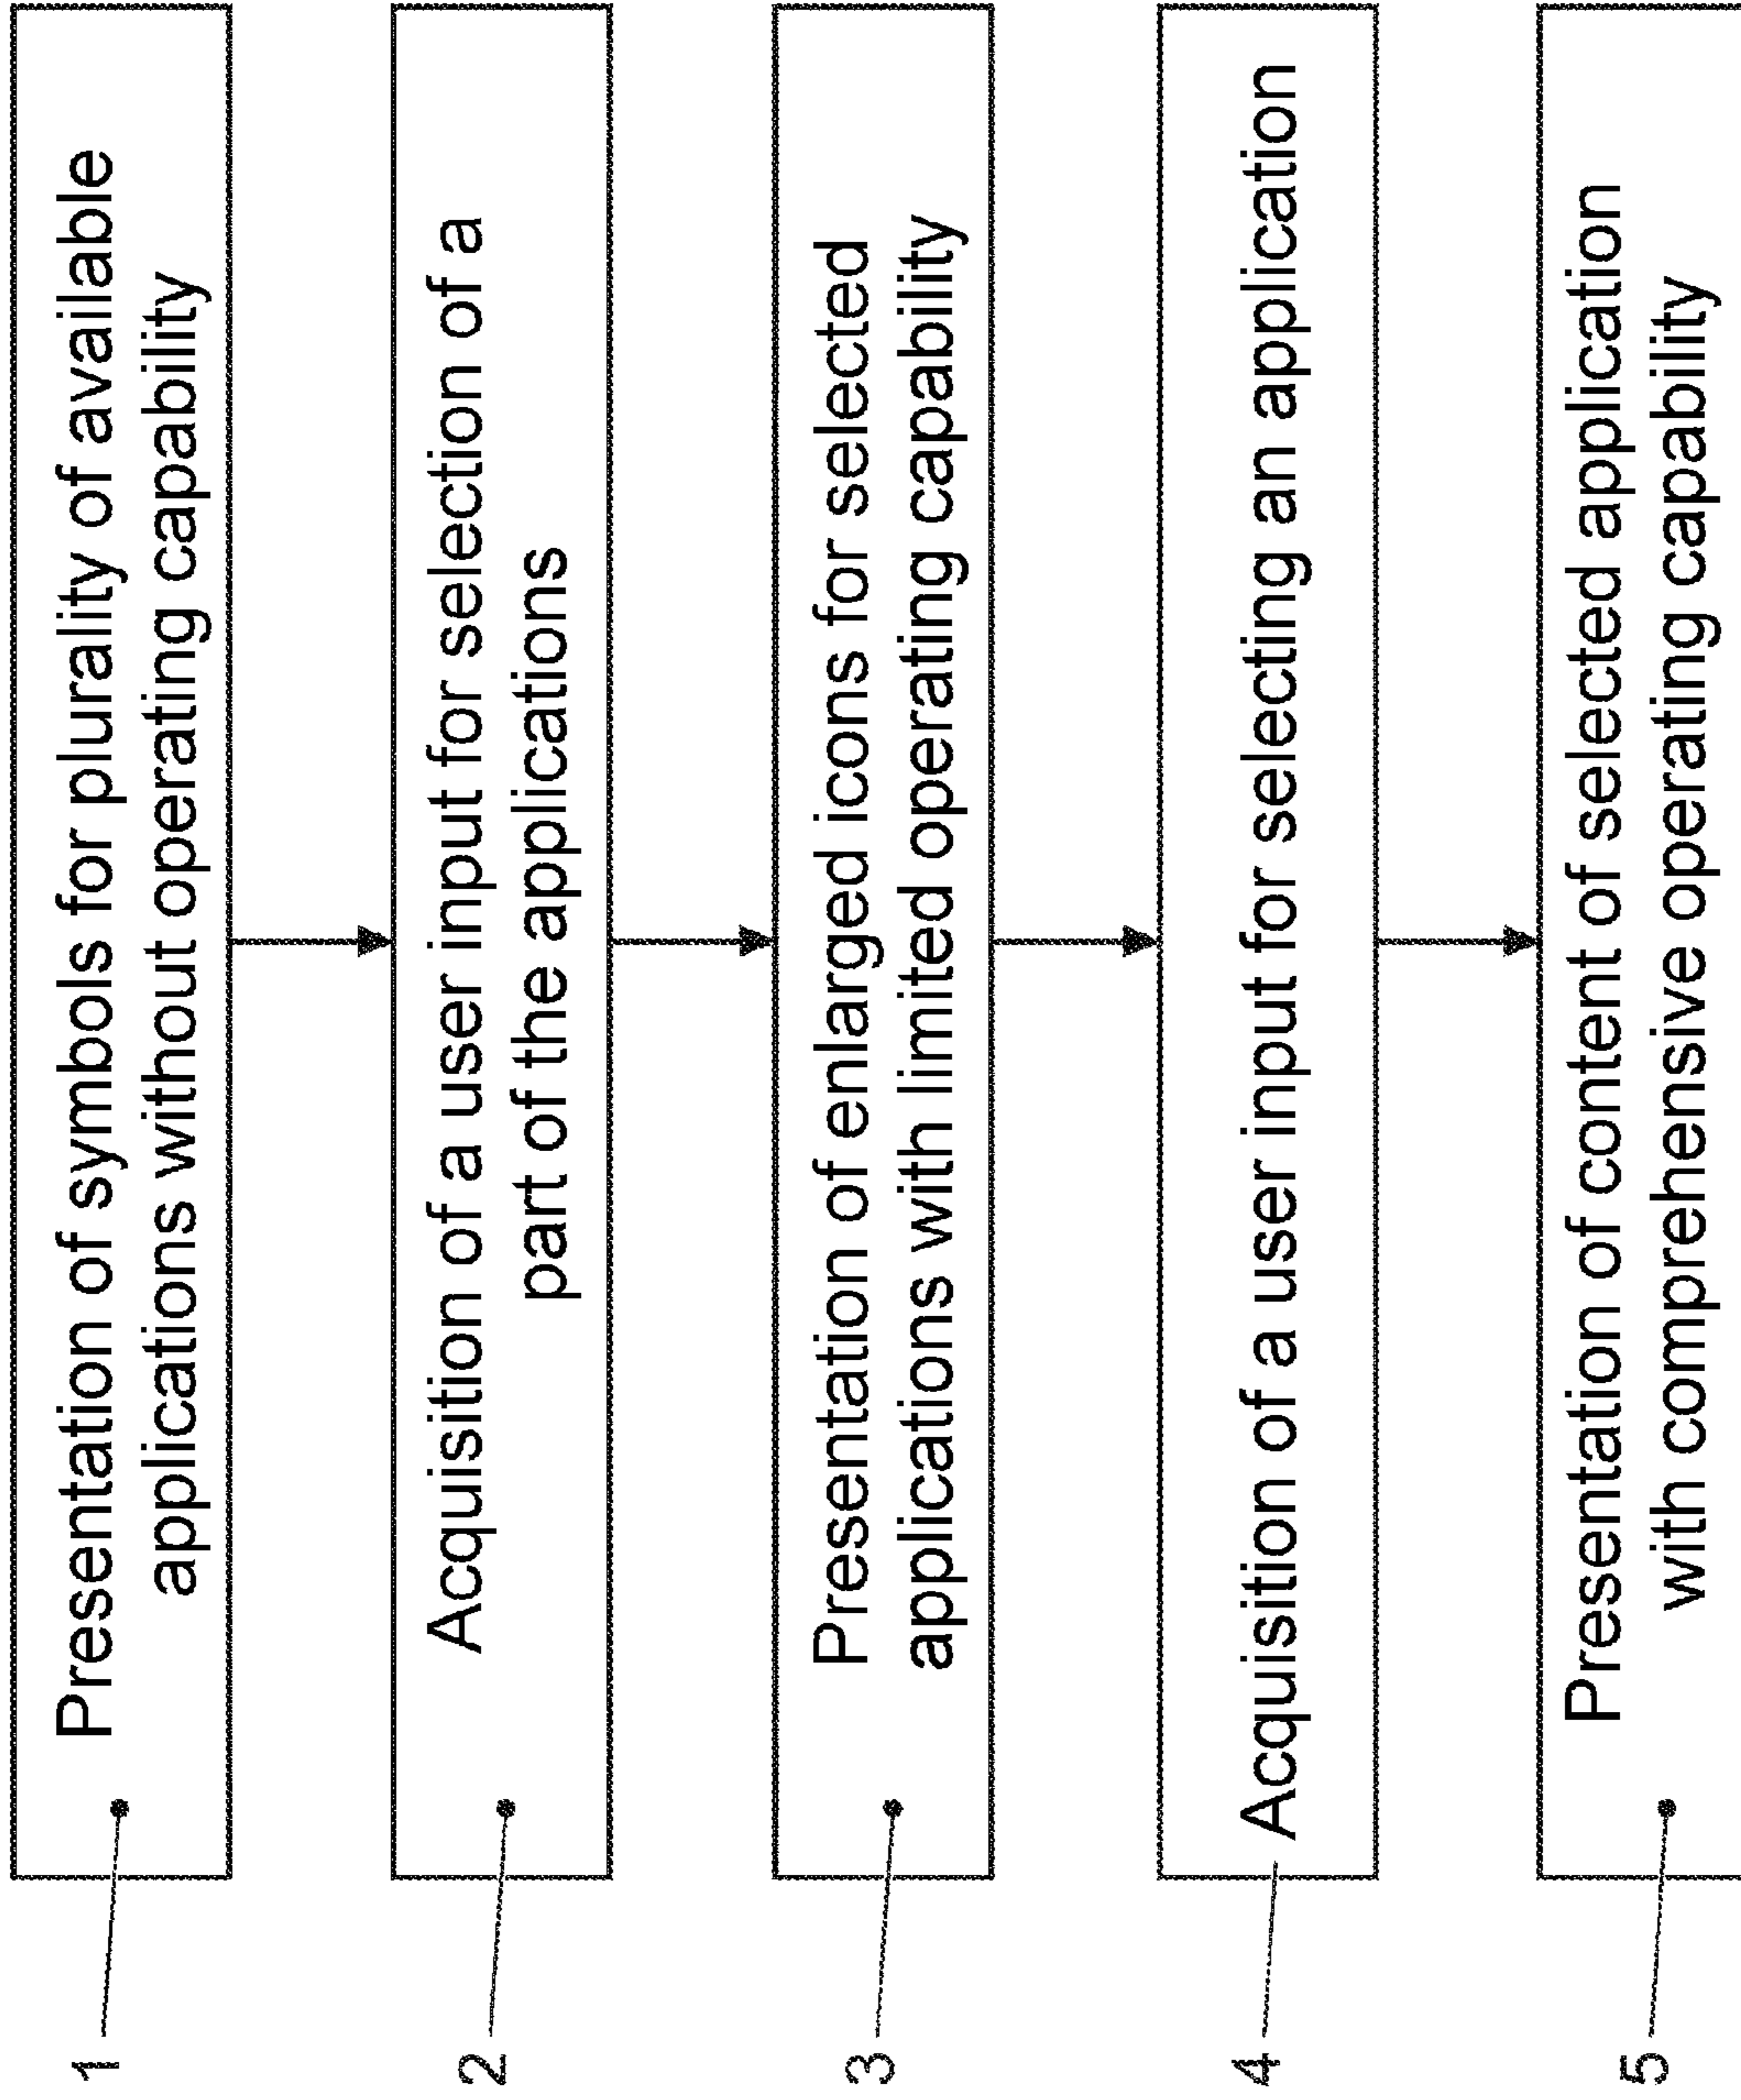 1
Presentation of symbols for plurality of available
applications without operating capability
2
Acquisition of a user input for selection of a
part of the applications
3
Presentation of enlarged icons for selected
applications with limited operating capability
4
Acquisition of a user input for selecting an application
5
Presentation of content of selected application
with comprehensive operating capability